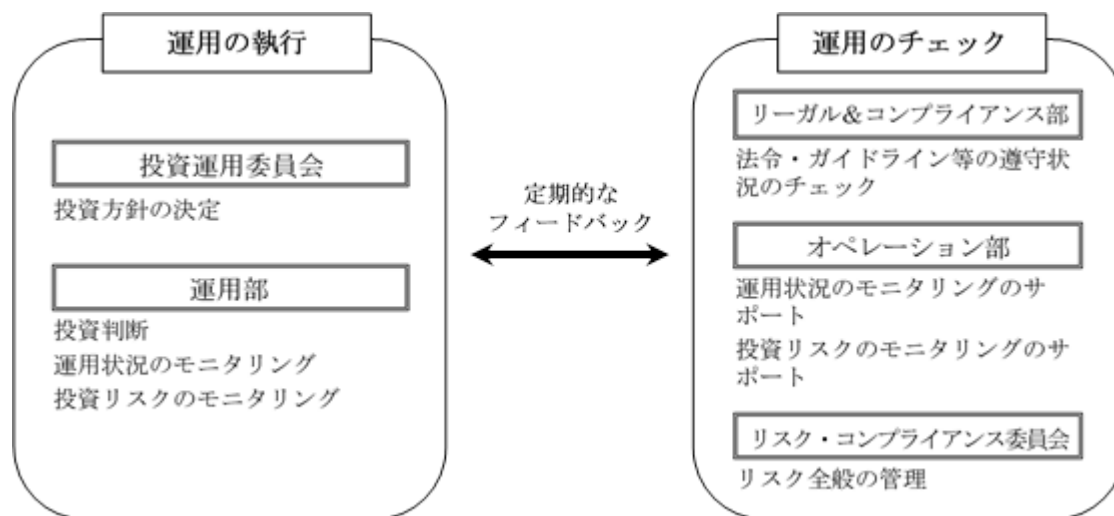 運用の執行
投資運用委員会
投資方針の決定
運用部
投資判断
運用状況のモニタリング
投資リスクのモニタリング
定期的な
フィードバック
運用のチェック
リーガル&コンプライアンス部
法令・ガイドライン等の遵守状
況のチェック
オペレーション部
運用状況のモニタリングのサ
ポート
投資リスクのモニタリングのサ
ポート
リスク・コンプライアンス委員会
リスク全般の管理